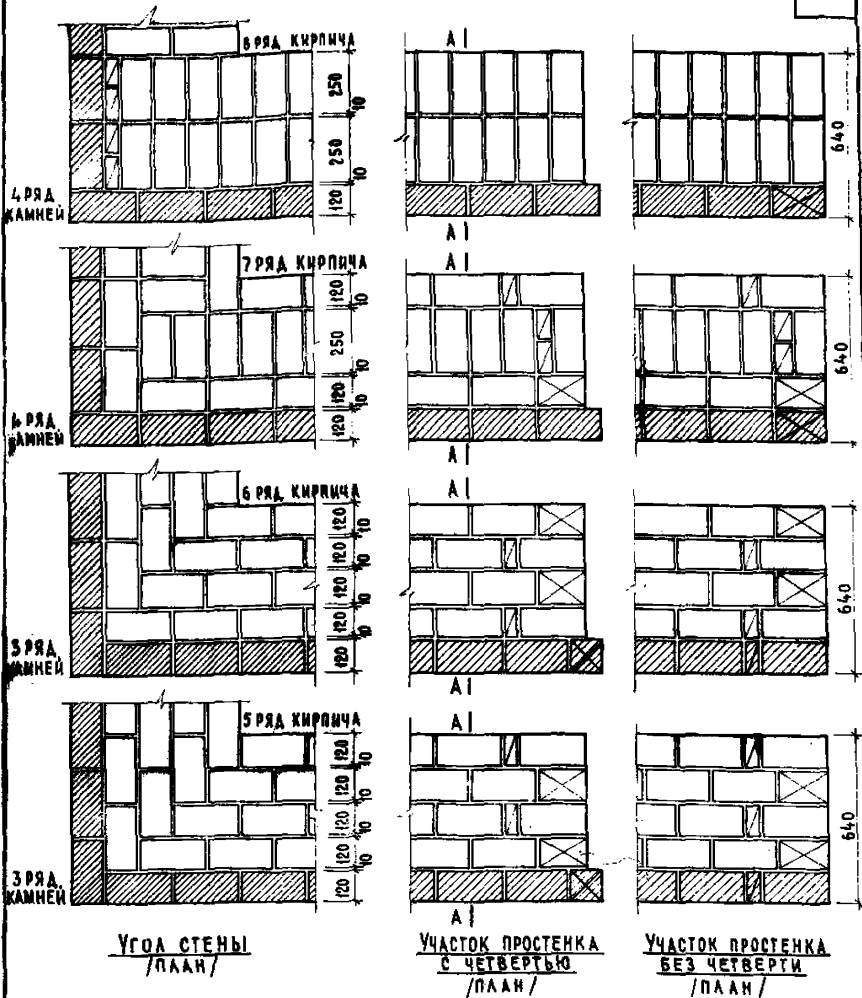 8 РЯД КИРПИЧА
А
250
10
250
10
120
640
4 РЯД
КАМНЕЙ
А
7 РЯД КИРПИЧА
А
120
10
250
10
120
10
120
640
4 РЯД
КАМНЕЙ
А
6 РЯД КИРПИЧА
А
120
10
120
10
120
10
120
10
120
640
3 РЯД
КАМНЕЙ
А
5 РЯД КИРПИЧА
А
120
10
120
10
120
10
120
10
120
640
3 РЯД
КАМНЕЙ
А
УГОЛ СТЕНЫ
/ПЛАН/
УЧАСТОК ПРОСТЕНКА
С ЧЕТВЕРТЬЮ
/ПЛАН/
УЧАСТОК ПРОСТЕНКА
БЕЗ ЧЕТВЕРТИ
/ПЛАН/